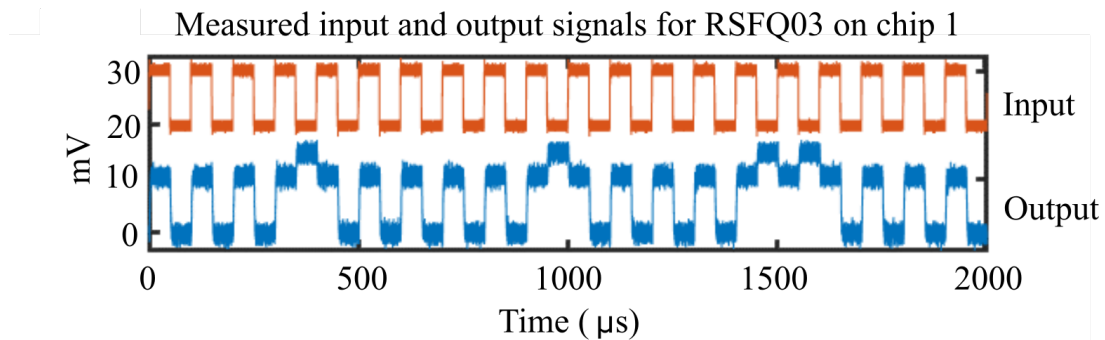 Measured input and output signals for RSFQ03 on chip 1
30
20
10
0
mV
Input
Output
0 500 1000 1500 2000
Time ( μs)